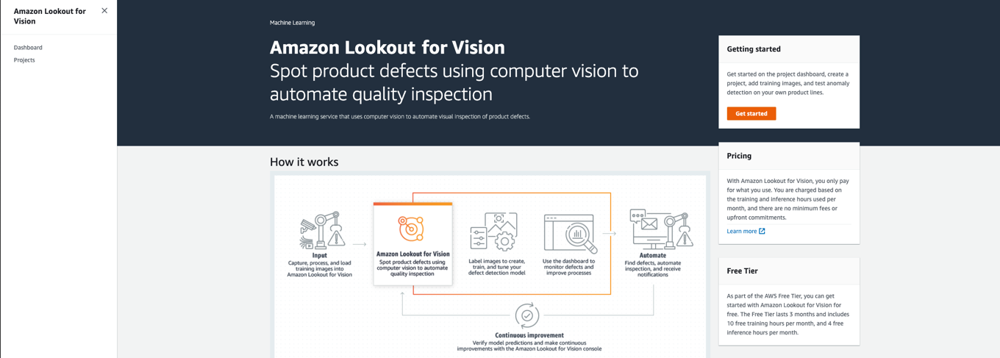 Amazon Lookout for
Vision
Dashboard
Projects
Machine Learning
Amazon Lookout for Vision
Spot product defects using computer vision to
automate quality inspection
A machine learning service that uses computer vision to automate visual inspection of product defects.
Getting started
Get started on the project dashboard, create a
project, add training images, and test anomaly
detection on your own product lines.
Get started
How it works
Input
Capture, process, and load
training images into
Amazon Lookout for Vision
Amazon Lookout for Vision
Spot product defects using
computer vision to automate
quality inspection
Label images to create,
train, and tune your
defect detection model
Use the dashboard to
monitor defects and
improve processes
Automate
Find defects, automate
inspection, and receive
notifications
Continuous improvement
Verify model predictions and make continuous
improvements with the Amazon Lookout for Vision console
Pricing
With Amazon Lookout for Vision, you only pay
for what you use. You are charged based on
the training and inference hours used per
month, and there are no minimum fees or
upfront commitments.
Learn more
Free Tier
As part of the AWS Free Tier, you can get
started with Amazon Lookout for Vision for
free. The Free Tier lasts 3 months and includes
10 free training hours per month, and 4 free
inference hours per month.